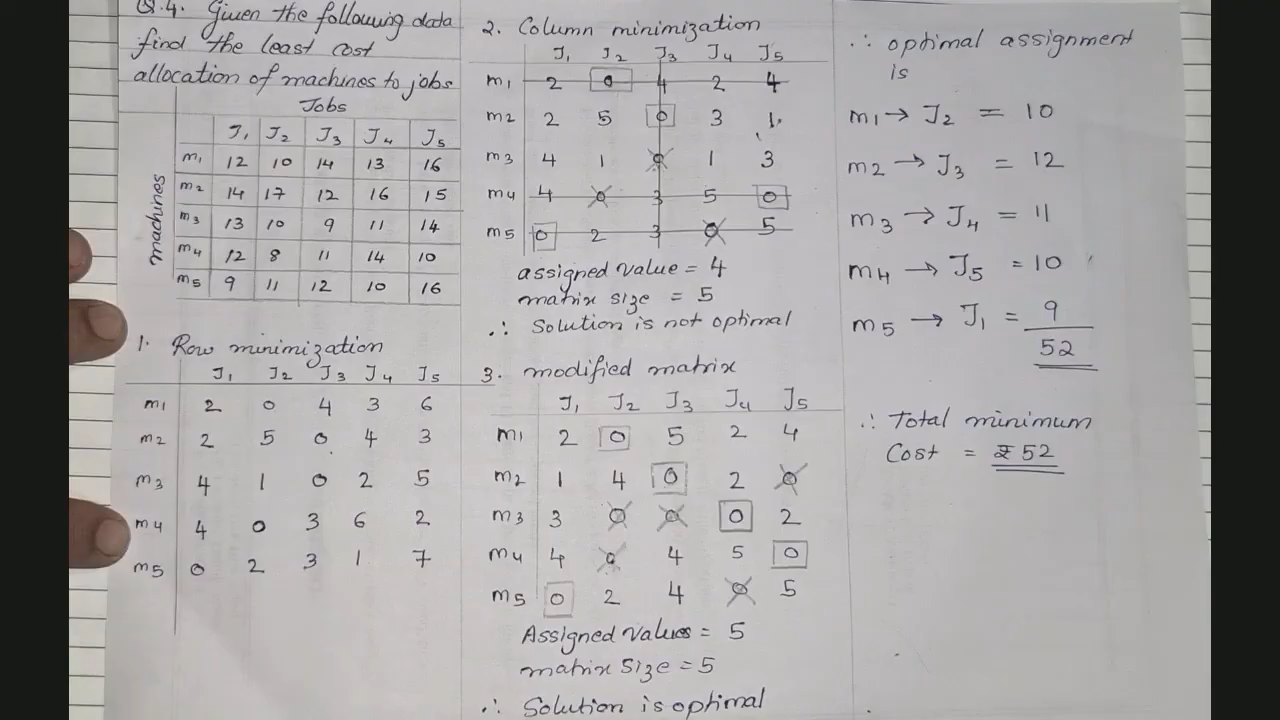 Q.4. Given the following data
find the least cost
allocation of machines to jobs.
Jobs
machines
J1 J2 J3 J4 J5
m1 12 10 14 13 16
m2 14 17 12 16 15
m3 13 10 9 11 14
m4 12 8 11 14 10
m5 9 11 12 10 16
1. Row minimization
J1 J2 J3 J4 J5
m1 2 0 4 3 6
m2 2 5 0 4 3
m3 4 1 0 2 5
m4 4 0 3 6 2
m5 0 2 3 1 7
2. Column minimization
J1 J2 J3 J4 J5
m1 2 0 4 2 4
m2 2 5 0 3 1
m3 4 1 0 1 3
m4 4 0 3 5 0
m5 0 2 3 0 5
assigned value = 4
matrix size = 5
∴ Solution is not optimal
3. modified matrix
J1 J2 J3 J4 J5
m1 2 0 5 2 4
m2 1 4 0 2 0
m3 3 0 0 0 2
m4 4 0 4 5 0
m5 0 2 4 0 5
Assigned values = 5
matrix size = 5
∴ Solution is optimal
∴ optimal assignment
is
m1 → J2 = 10
m2 → J3 = 12
m3 → J4 = 11
m4 → J5 = 10
m5 → J1 = 9
52
∴ Total minimum
Cost = ₹52